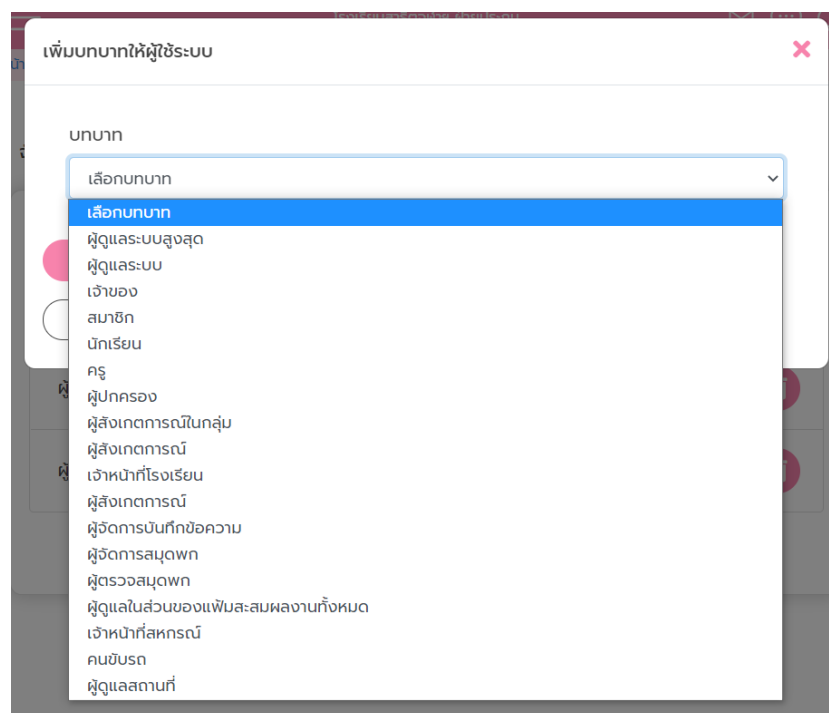 เพิ่มบทบาทให้ผู้ใช้ระบบ
บทบาท
เลือกบทบาท
เลือกบทบาท
ผู้ดูแลระบบสูงสุด
ผู้ดูแลระบบ
เจ้าของ
สมาชิก
นักเรียน
ครู
ผู้ปกครอง
ผู้สังเกตการณ์ในกลุ่ม
ผู้สังเกตการณ์
เจ้าหน้าที่โรงเรียน
ผู้สังเกตการณ์
ผู้จัดการบันทึกข้อความ
ผู้จัดการสมุดพก
ผู้ตรวจสมุดพก
ผู้ดูแลในส่วนของแฟ้มสะสมผลงานทั้งหมด
เจ้าหน้าที่สหกรณ์
คนขับรถ
ผู้ดูแลสถานที่